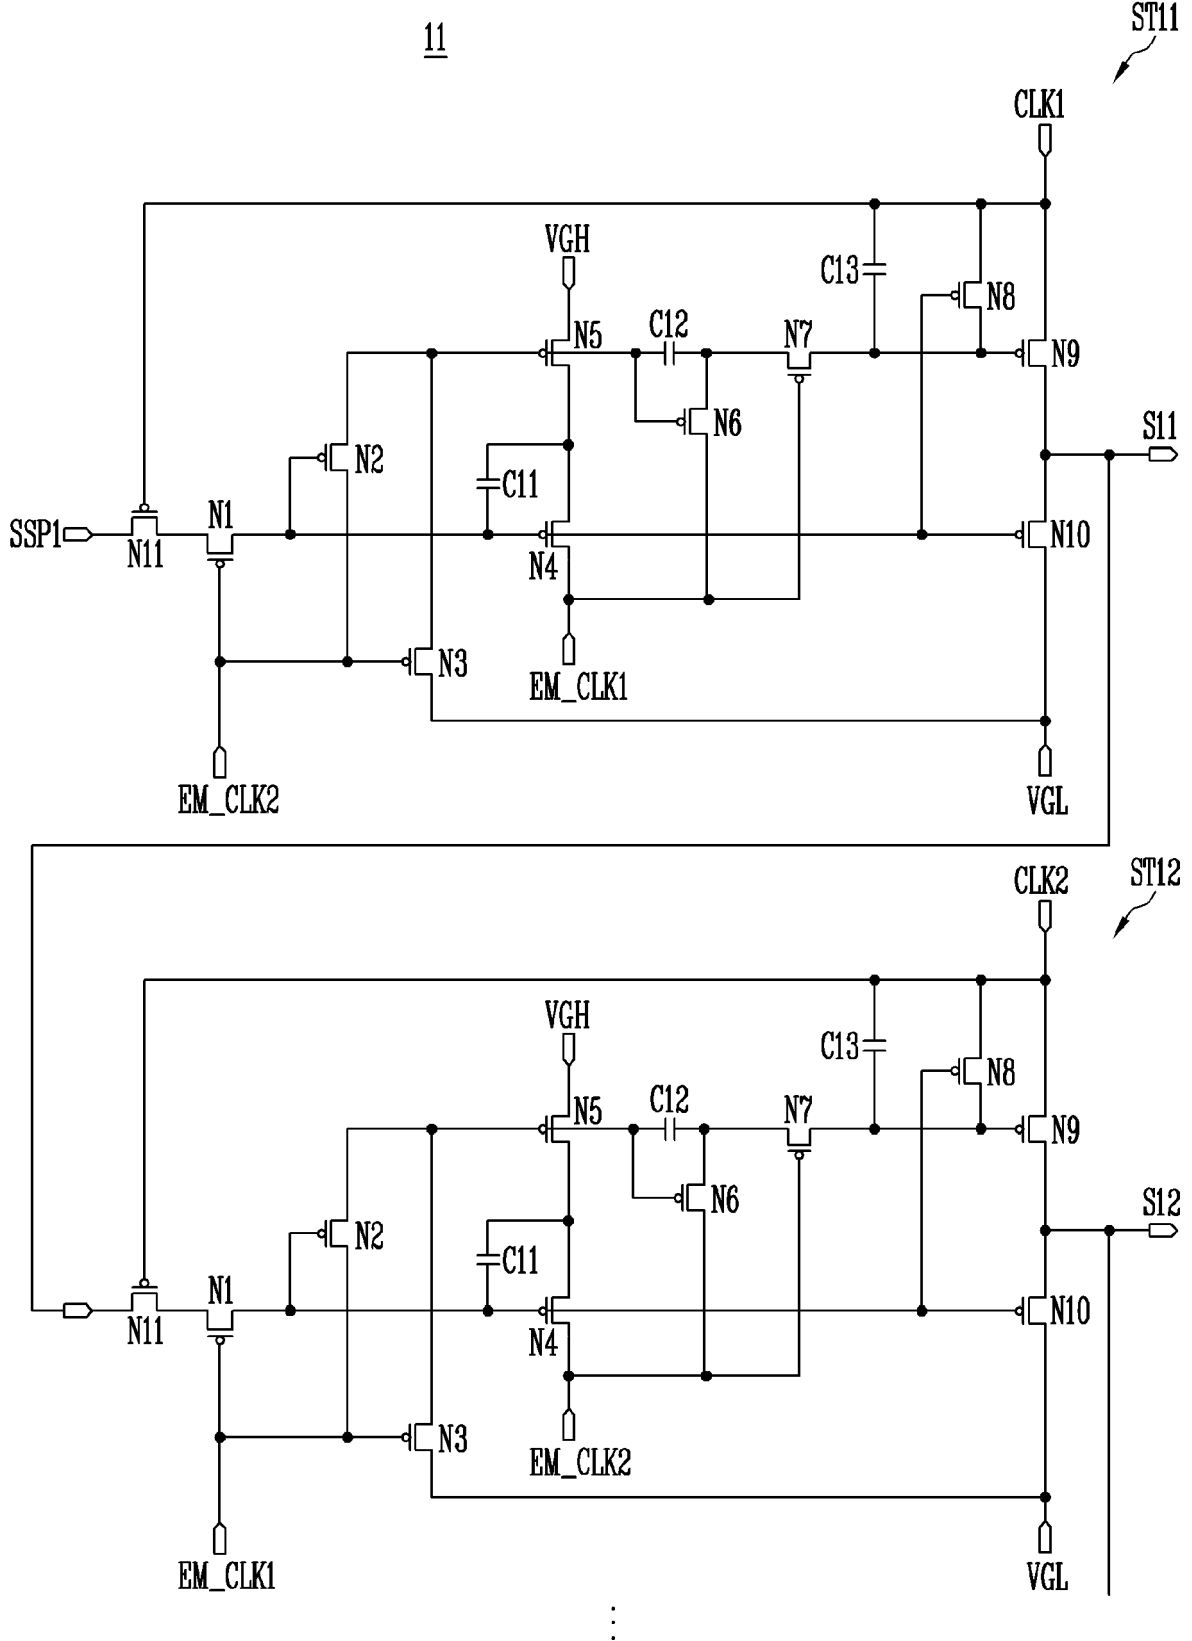 11
ST11
CLK1
VGH
C13
N8
N5
C12
N7
N9
N6
S11
N2
C11
SSP1
N11
N1
N4
N10
N3
EM_CLK1
EM_CLK2
VGL
CLK2
ST12
VGH
C13
N8
N5
C12
N7
N9
N6
S12
N2
C11
N1
N11
N4
N10
N3
EM_CLK2
EM_CLK1
VGL